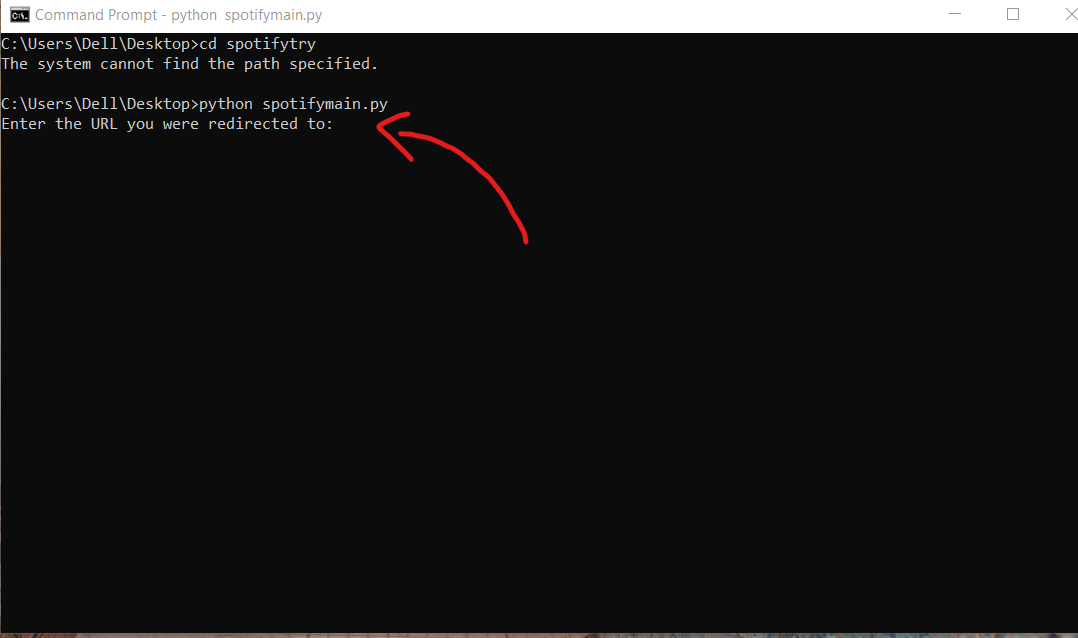 Command Prompt - python  spotifymain.py
C:\Users\Dell\Desktop>cd spotifytry
The system cannot find the path specified.
C:\Users\Dell\Desktop>python spotifymain.py
Enter the URL you were redirected to: